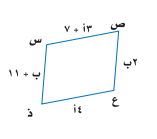 ص
٣أ + ٧
س
٢ب
ب + ١١
ع
٤أ
ذ